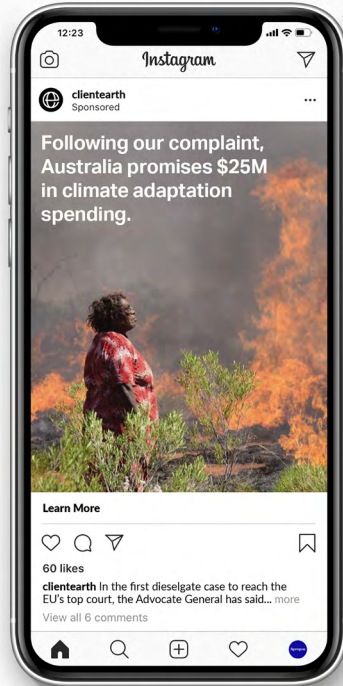 12:23
Instagram
clientearth
Sponsored
Following our complaint,
Australia promises $25M
in climate adaptation
spending.
Learn More
60 likes
clientearth In the first dieselgate case to reach the
EU's top court, the Advocate General has said... more
View all 6 comments